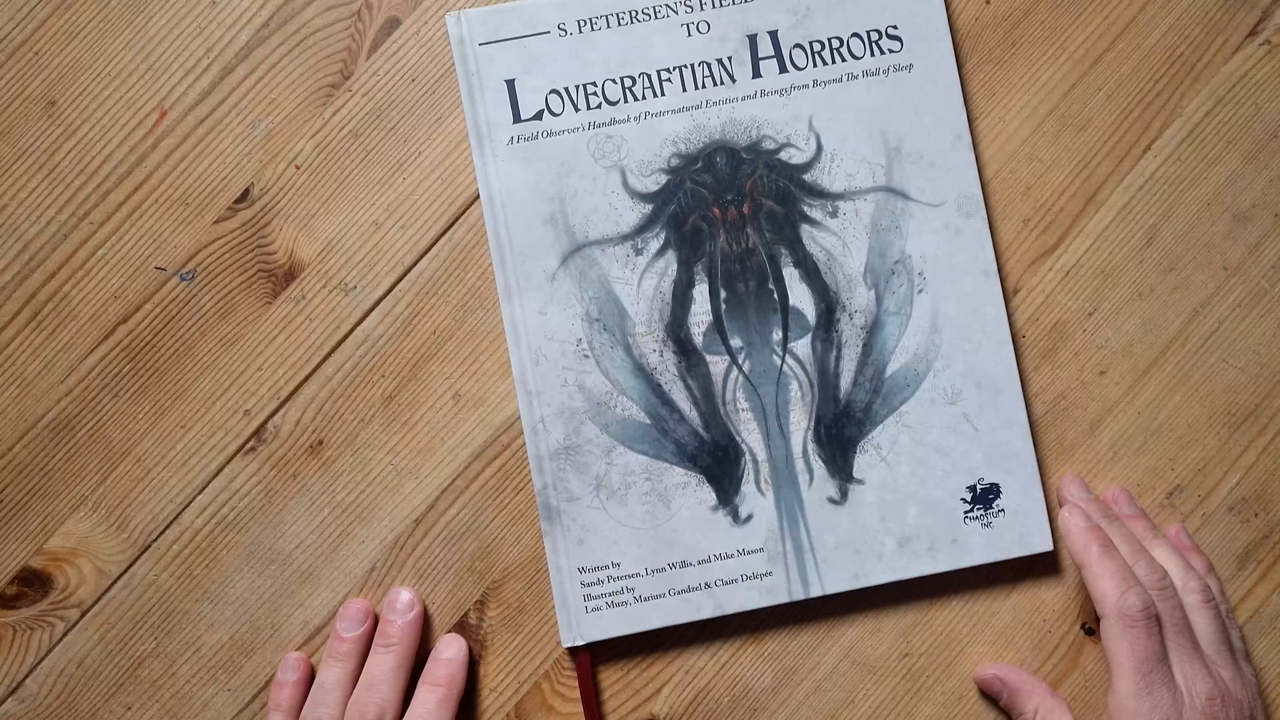 S. PETERSEN'S FIELD
TO
LOVECRAFTIAN HORRORS
A Field Observer's Handbook of Preternatural Entities and Beings from Beyond The Wall of Sleep
Written by
Sandy Petersen, Lynn Willis, and Mike Mason
Illustrated by
Loïc Muzy, Mariusz Gandzel & Claire Delépée
CHAOSIUM
INC.